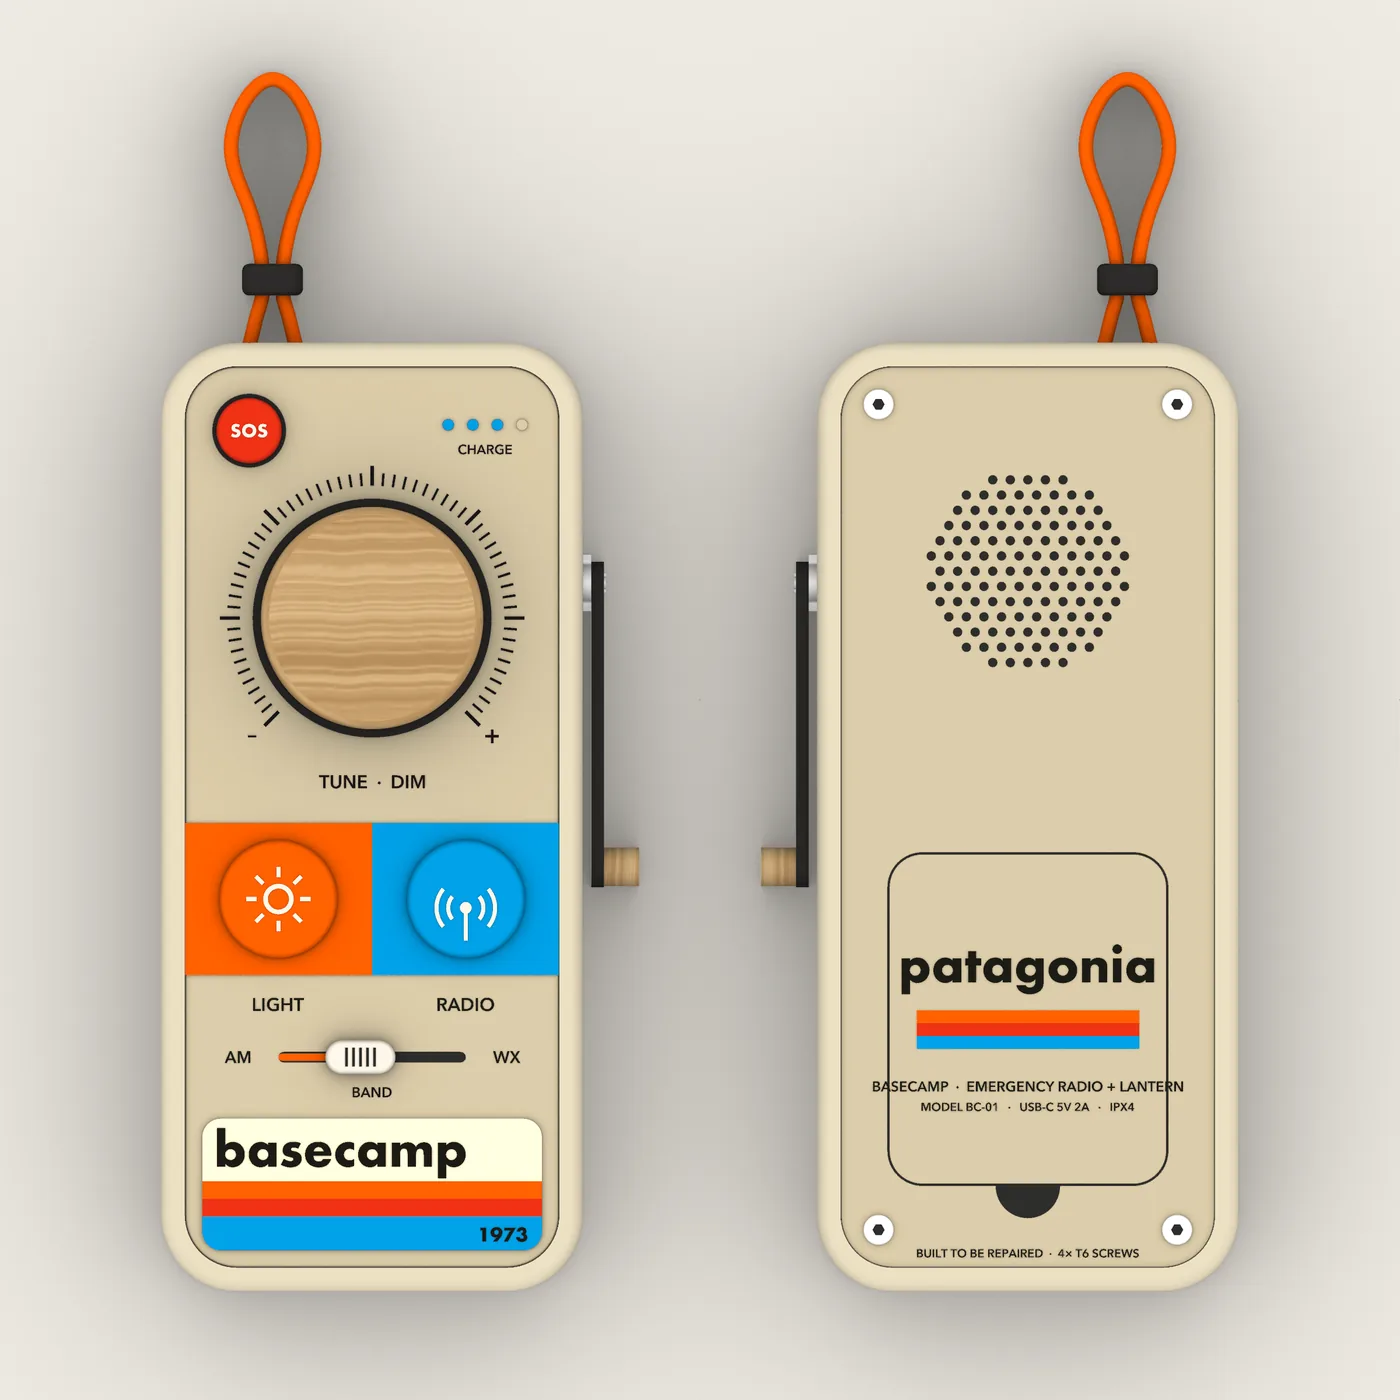 SOS
CHARGE
- +
TUNE · DIM
LIGHT RADIO
AM WX
BAND
basecamp
1973
patagonia
BASECAMP · EMERGENCY RADIO + LANTERN
MODEL BC-01 · USB-C 5V 2A · IPX4
BUILT TO BE REPAIRED · 4× T6 SCREWS